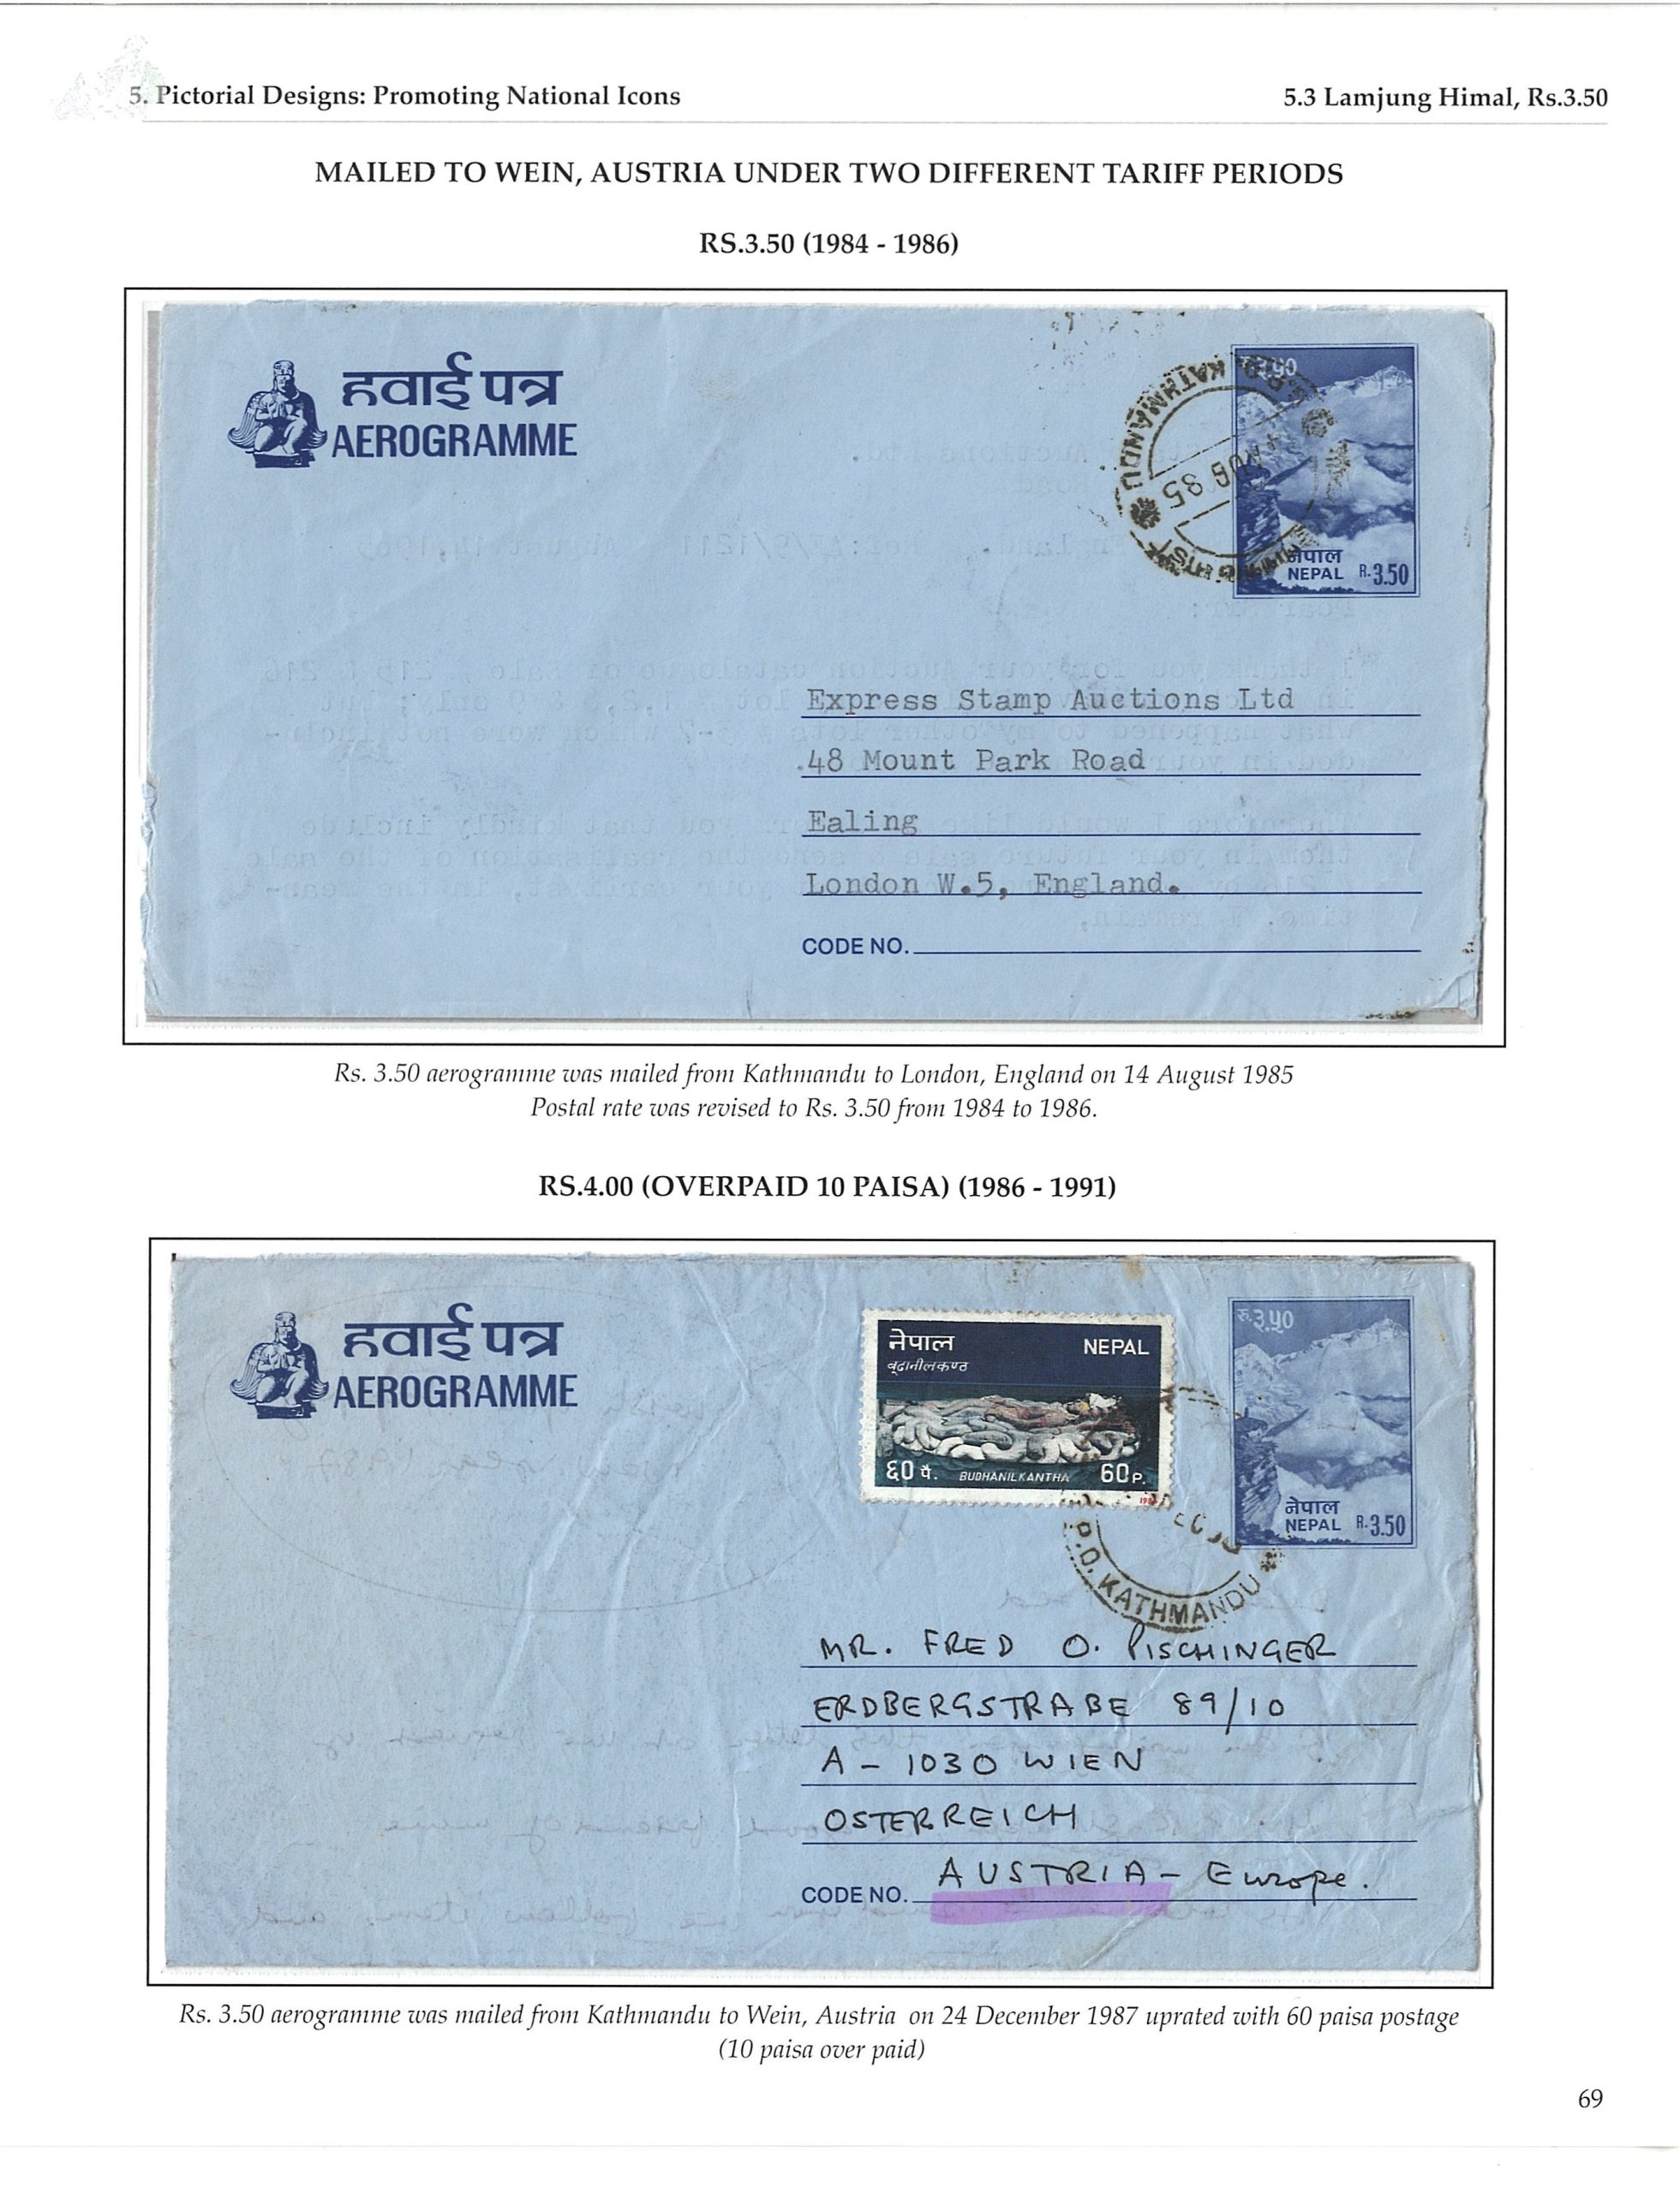 5. Pictorial Designs: Promoting National Icons
5.3 Lamjung Himal, Rs.3.50
MAILED TO WEIN, AUSTRIA UNDER TWO DIFFERENT TARIFF PERIODS
RS.3.50 (1984 - 1986)
हवाई पत्र
AEROGRAMME
G.P.O. KATHMANDU
14 AUG 85
नेपाल
NEPAL R.3.50
Express Stamp Auctions Ltd
48 Mount Park Road
Ealing
London W.5, England.
CODE NO.
Rs. 3.50 aerogramme was mailed from Kathmandu to London, England on 14 August 1985
Postal rate was revised to Rs. 3.50 from 1984 to 1986.
RS.4.00 (OVERPAID 10 PAISA) (1986 - 1991)
हवाई पत्र
AEROGRAMME
नेपाल NEPAL
बूढानीलकण्ठ
६० पै. BUDHANILKANTHA 60P.
रु.३.५०
नेपाल
NEPAL R.3.50
P.O. KATHMANDU
MR. FRED O. PISCHINGER
ERDBERGSTRABE 89/10
A - 1030 WIEN
OSTERREICH
AUSTRIA - Europe.
CODE NO.
Rs. 3.50 aerogramme was mailed from Kathmandu to Wein, Austria on 24 December 1987 uprated with 60 paisa postage
(10 paisa over paid)
69